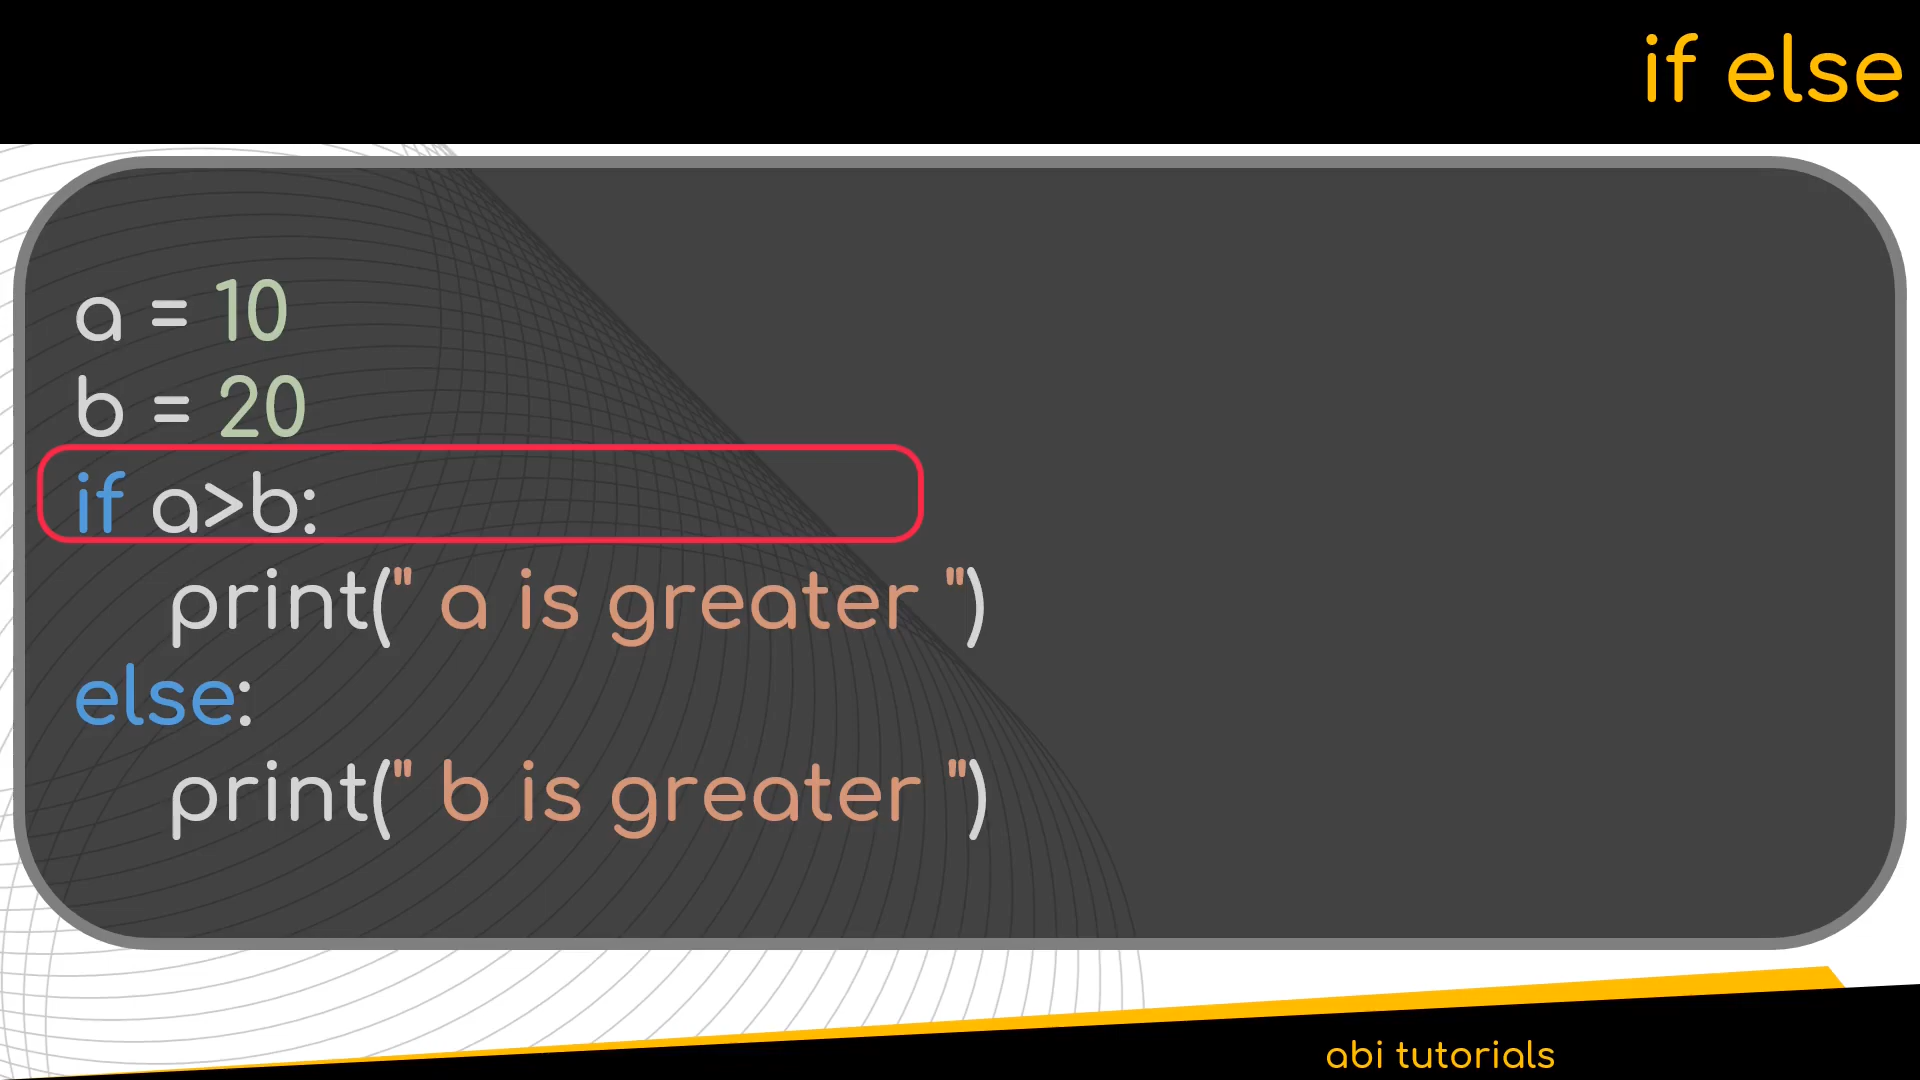 if else
a = 10
b = 20
if a>b:
print(" a is greater ")
else:
print(" b is greater ")
abi tutorials